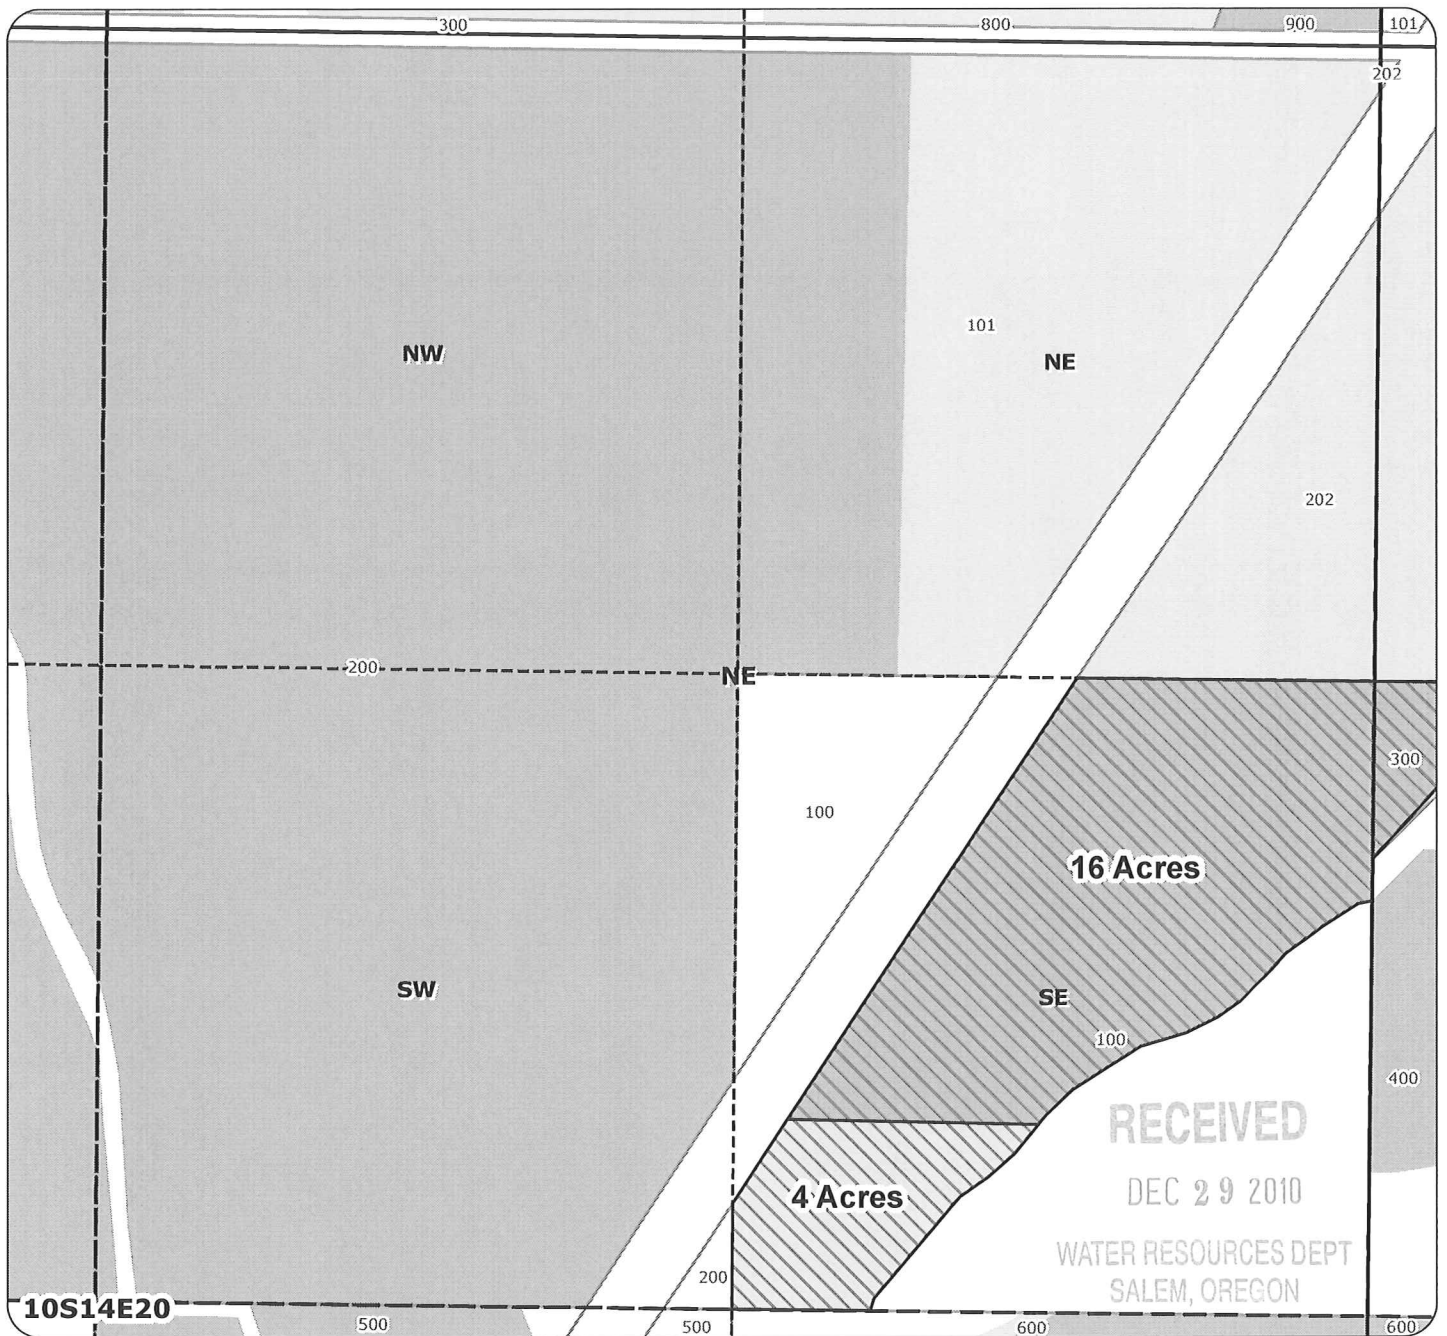 300
800
900
101
202
101
NW
NE
202
200
NE
300
100
16 Acres
SW
SE
100
400
RECEIVED
DEC 29 2010
4 Acres
WATER RESOURCES DEPT
SALEM, OREGON
200
10S14E20
500
500
600
600